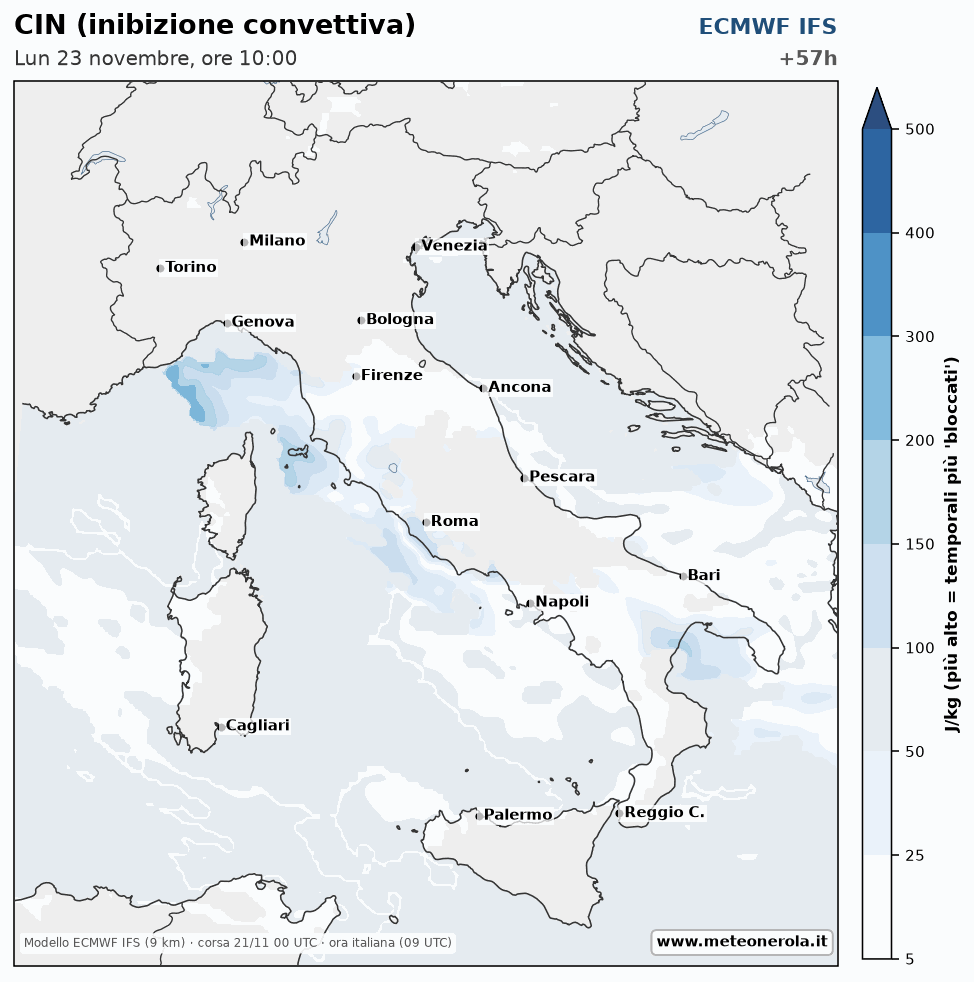 CIN (inibizione convettiva)
ECMWF IFS
Lun 23 novembre, ore 10:00
+57h
500
400
300
200
150
100
50
25
5
J/kg (più alto = temporali più 'bloccati')
Milano
Venezia
Torino
Genova
Bologna
Firenze
Ancona
Pescara
Roma
Bari
Napoli
Cagliari
Palermo
Reggio C.
Modello ECMWF IFS (9 km) · corsa 21/11 00 UTC · ora italiana (09 UTC)
www.meteonerola.it